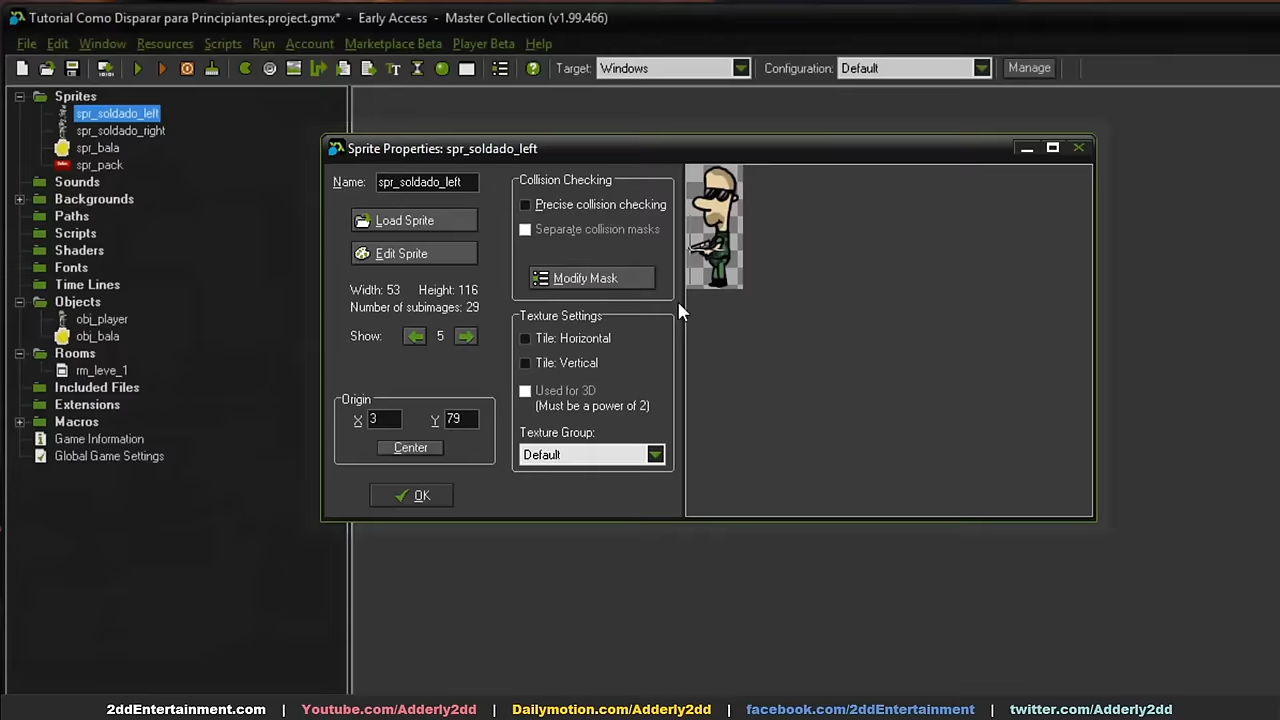 Tutorial Como Disparar para Principiantes.project.gmx* - Early Access - Master Collection (v1.99.466)
File Edit Window Resources Scripts Run Account Marketplace Beta Player Beta Help
Target: Windows Configuration: Default Manage
Sprites
spr_soldado_left
spr_soldado_right
spr_bala
spr_pack
Sounds
Backgrounds
Paths
Scripts
Shaders
Fonts
Time Lines
Objects
obj_player
obj_bala
Rooms
rm_leve_1
Included Files
Extensions
Macros
Game Information
Global Game Settings
Sprite Properties: spr_soldado_left
Name: spr_soldado_left
Load Sprite
Edit Sprite
Width: 53 Height: 116
Number of subimages: 29
Show: 5
Origin
X 3 Y 79
Center
OK
Collision Checking
Precise collision checking
Separate collision masks
Modify Mask
Texture Settings
Tile: Horizontal
Tile: Vertical
Used for 3D
(Must be a power of 2)
Texture Group:
Default
2ddEntertainment.com | Youtube.com/Adderly2dd | Dailymotion.com/Adderly2dd | facebook.com/2ddEntertainment | twitter.com/Adderly2dd